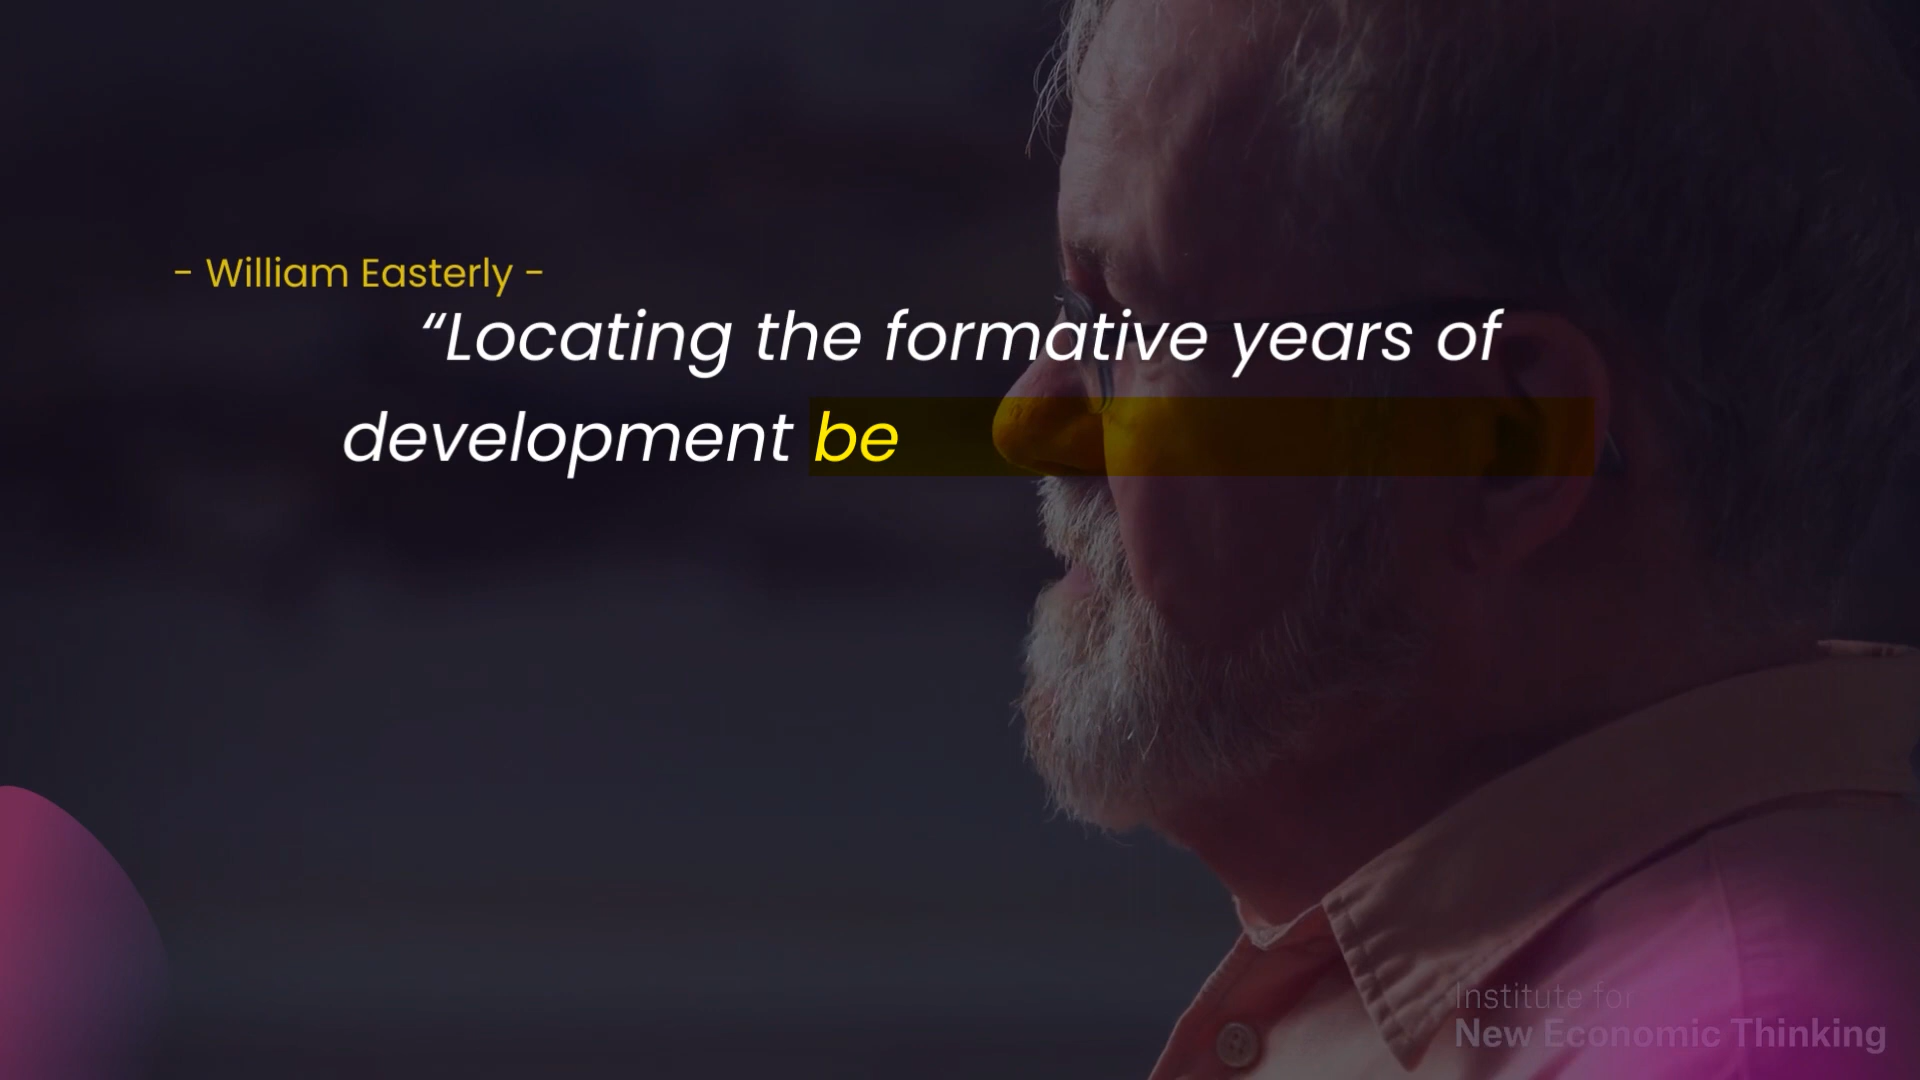 - William Easterly -
“Locating the formative years of
development be
Institute for
New Economic Thinking